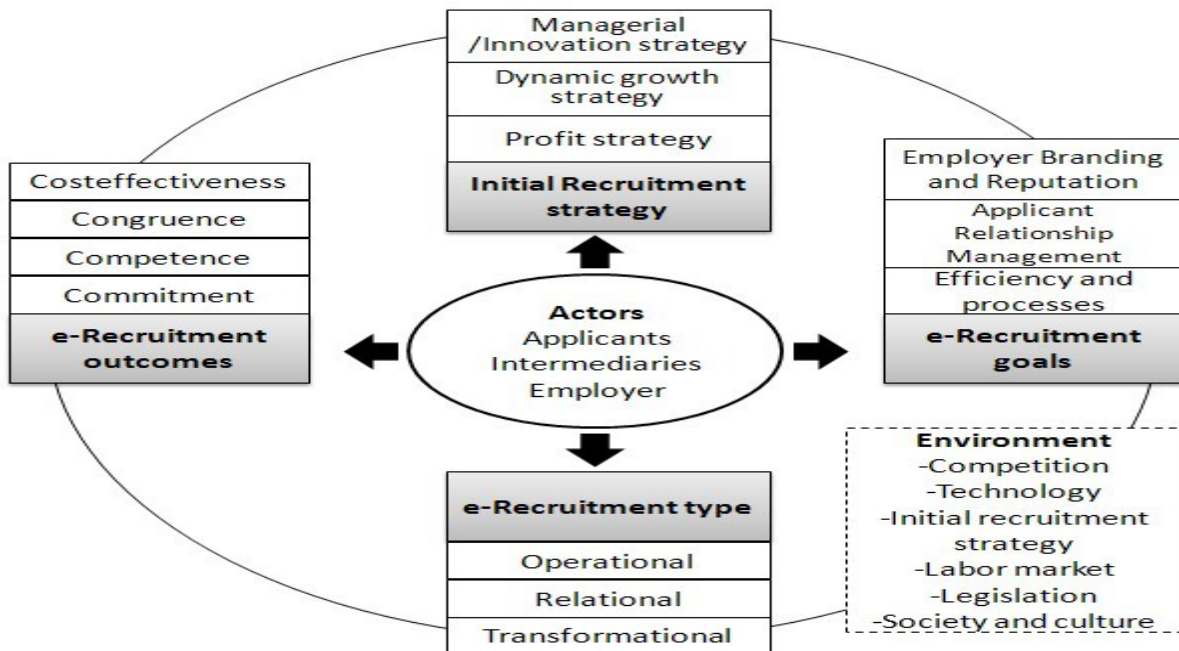 Managerial
/Innovation strategy
Dynamic growth
strategy
Profit strategy
Initial Recruitment
strategy
Costeffectiveness
Congruence
Competence
Commitment
e-Recruitment
outcomes
Actors
Applicants
Intermediaries
Employer
Employer Branding
and Reputation
Applicant
Relationship
Management
Efficiency and
processes
e-Recruitment
goals
e-Recruitment type
Operational
Relational
Transformational
Environment
-Competition
-Technology
-Initial recruitment
strategy
-Labor market
-Legislation
-Society and culture